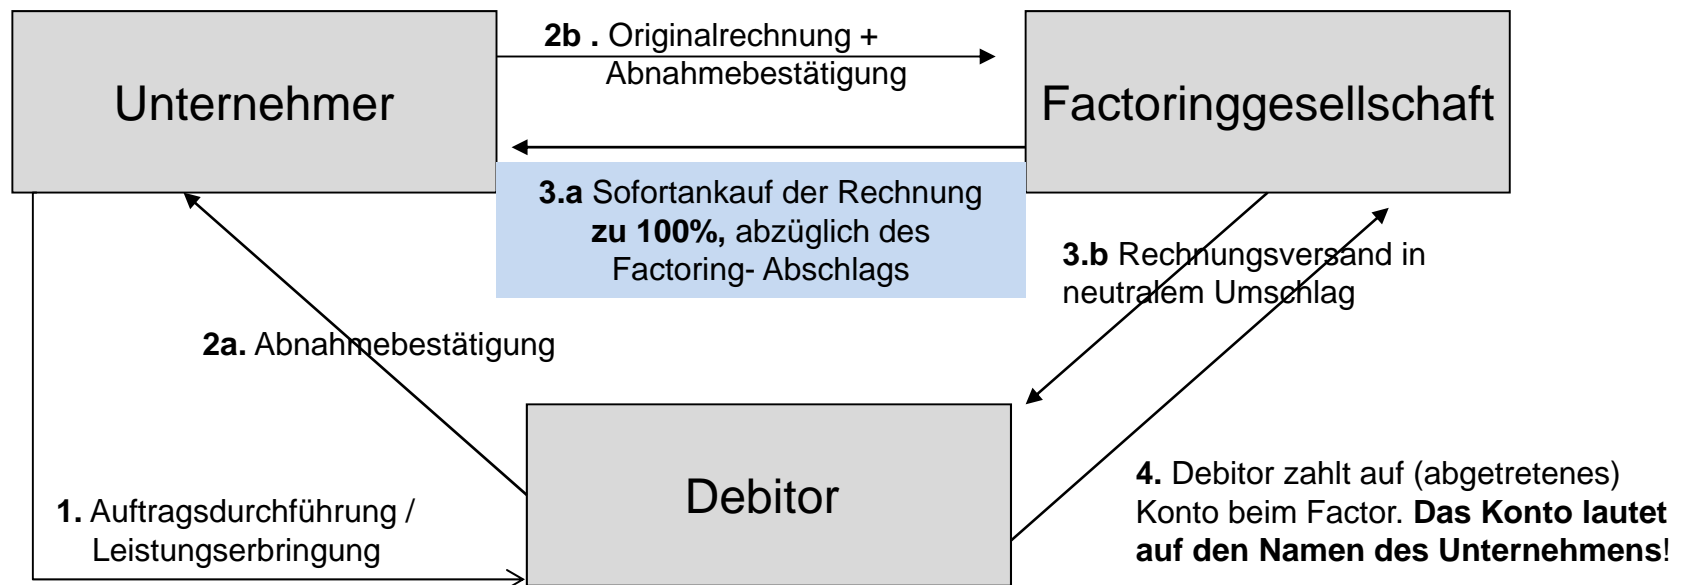 2b . Originalrechnung +
Abnahmebestätigung
Unternehmer
Factoringgesellschaft
3.a Sofortankauf der Rechnung
zu 100%, abzüglich des
Factoring- Abschlags
3.b Rechnungsversand in
neutralem Umschlag
2a. Abnahmebestätigung
Debitor
1. Auftragsdurchführung /
Leistungserbringung
4. Debitor zahlt auf (abgetretenes)
Konto beim Factor. Das Konto lautet
auf den Namen des Unternehmens!